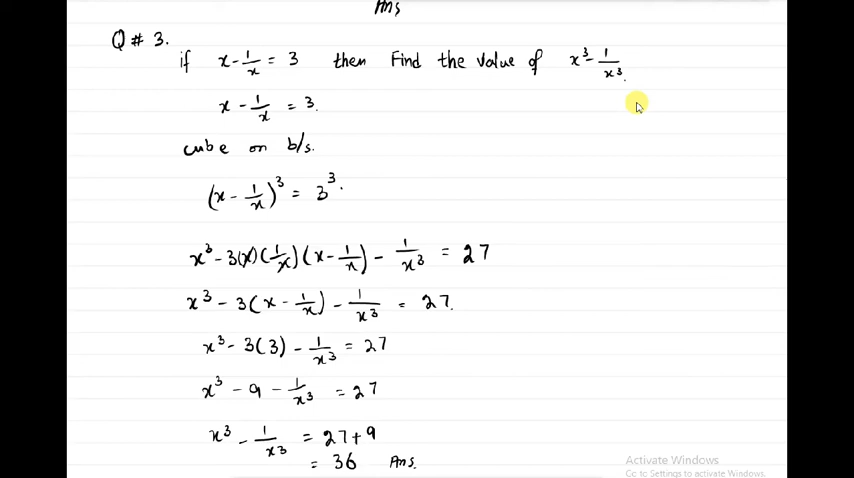 Ans
Q # 3.
if x - 1/x = 3 then Find the value of x³ - 1/x³.
x - 1/x = 3.
cube on b/s.
(x - 1/x)³ = 3³.
x³ - 3(x)(1/x)(x - 1/x) - 1/x³ = 27
x³ - 3(x - 1/x) - 1/x³ = 27.
x³ - 3(3) - 1/x³ = 27
x³ - 9 - 1/x³ = 27
x³ - 1/x³ = 27+9
= 36 Ans.
Activate Windows
Go to Settings to activate Windows.